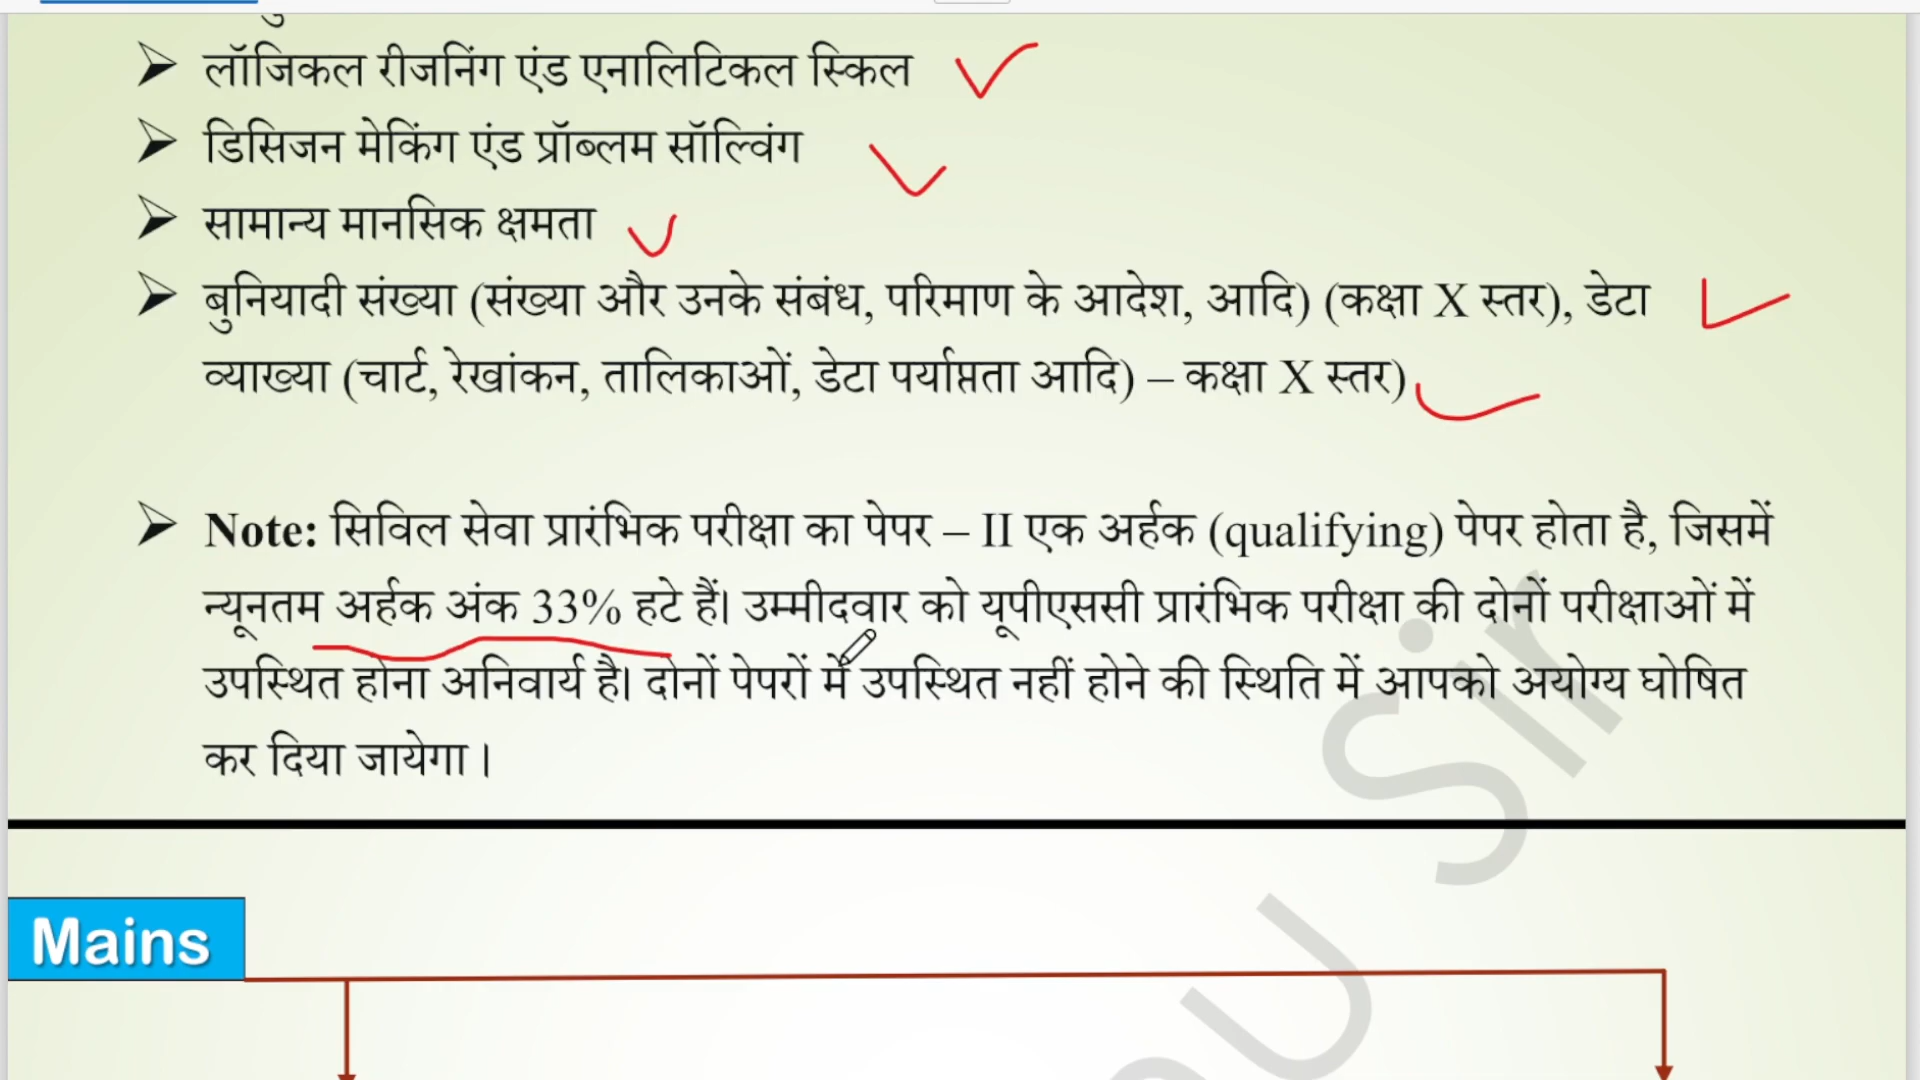 लॉजिकल रीजनिंग एंड एनालिटिकल स्किल
डिसिजन मेकिंग एंड प्रॉब्लम सॉल्विंग
सामान्य मानसिक क्षमता
बुनियादी संख्या (संख्या और उनके संबंध, परिमाण के आदेश, आदि) (कक्षा X स्तर), डेटा
व्याख्या (चार्ट, रेखांकन, तालिकाओं, डेटा पर्याप्तता आदि) – कक्षा X स्तर)
Note: सिविल सेवा प्रारंभिक परीक्षा का पेपर – II एक अर्हक (qualifying) पेपर होता है, जिसमें
न्यूनतम अर्हक अंक 33% हटे हैं। उम्मीदवार को यूपीएससी प्रारंभिक परीक्षा की दोनों परीक्षाओं में
उपस्थित होना अनिवार्य है। दोनों पेपरों में उपस्थित नहीं होने की स्थिति में आपको अयोग्य घोषित
कर दिया जायेगा ।
Sir
Mains